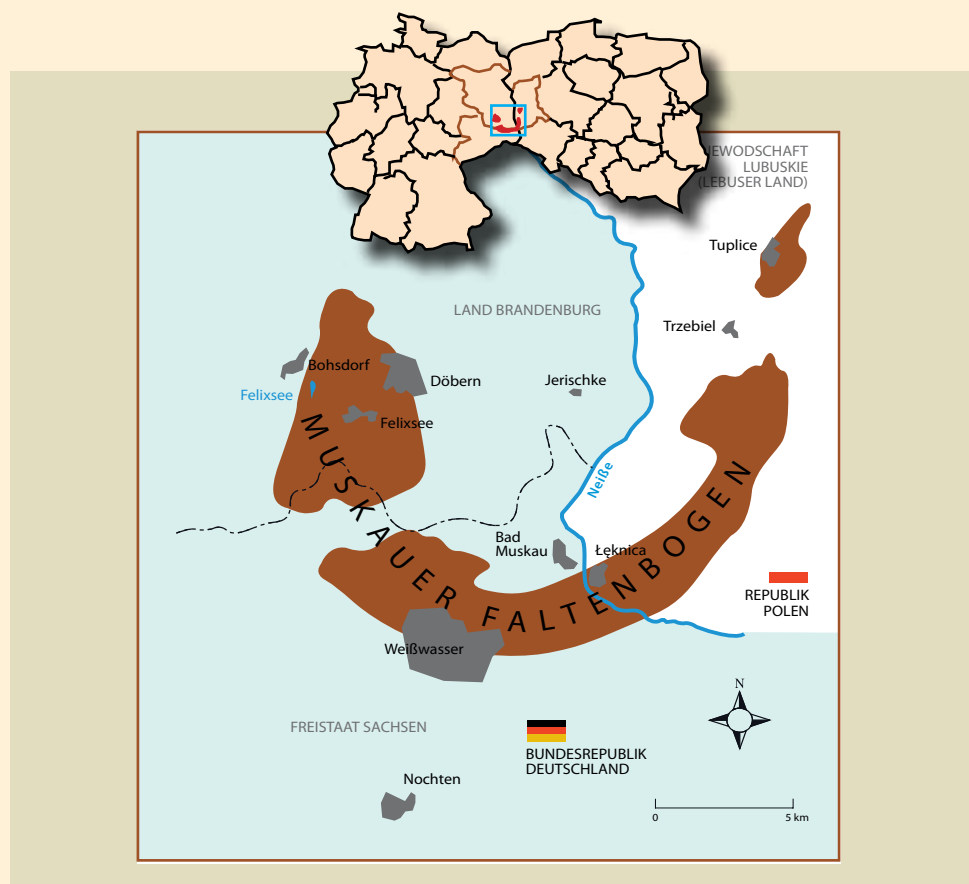 EWODSCHAFT
LUBUSKIE
(LEBUSER LAND)
Tuplice
LAND BRANDENBURG
Trzebiel
Bohsdorf
Döbern
Jerischke
Felixsee
Felixsee
MUSKAUER FALTENBOGEN
Neiße
Bad
Muskau
Łęknica
REPUBLIK
POLEN
Weißwasser
N
FREISTAAT SACHSEN
BUNDESREPUBLIK
DEUTSCHLAND
Nochten
0
5 km